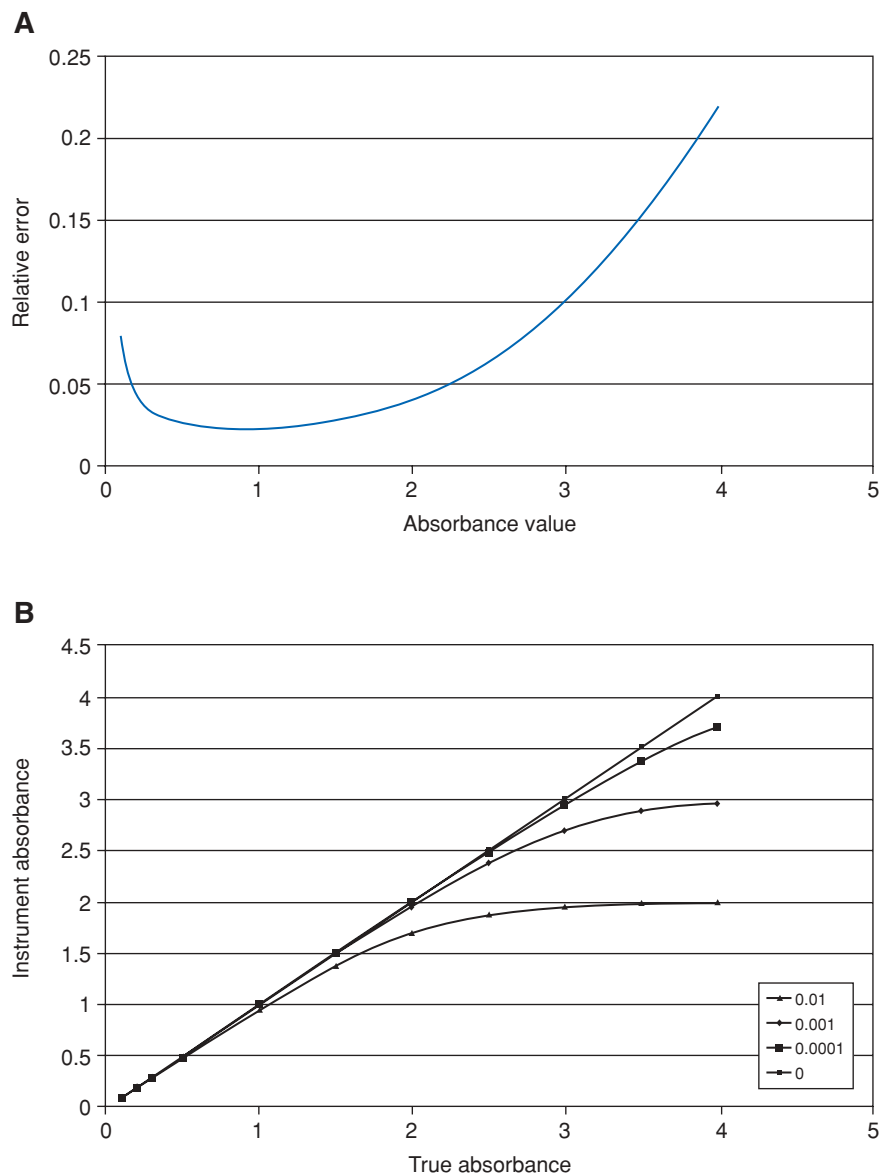 A
0.25
0.2
0.15
0.1
0.05
0
Relative error
0 1 2 3 4 5
Absorbance value
B
4.5
4
3.5
3
2.5
2
1.5
1
0.5
0
Instrument absorbance
0.01
0.001
0.0001
0
0 1 2 3 4 5
True absorbance